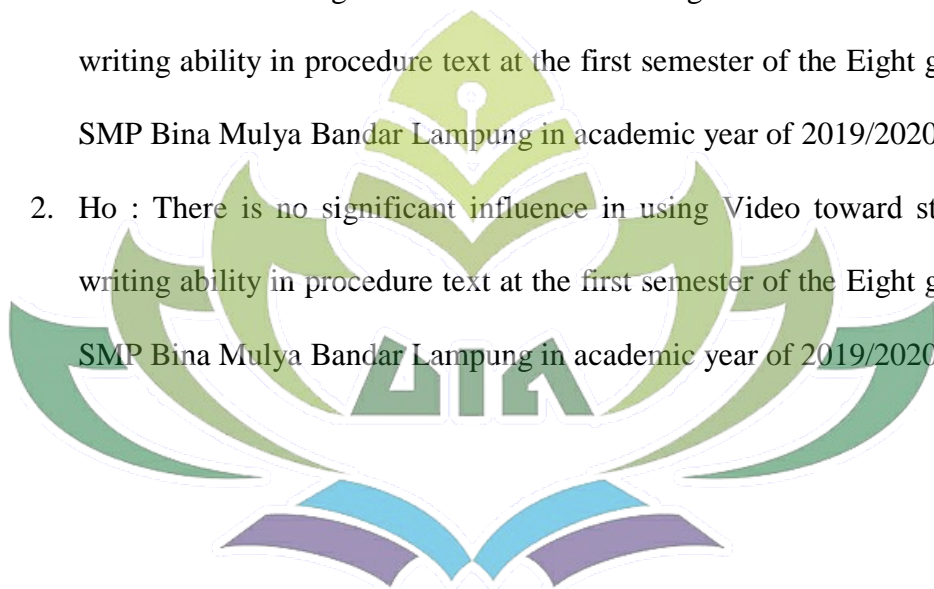 writing ability in procedure text at the first semester of the Eight
SMP Bina Mulya Bandar Lampung in academic year of 2019/2020
2. Ho : There is no significant influence in using Video toward
writing ability in procedure text at the first semester of the Eight
SMP Bina Mulya Bandar Lampung in academic year of 2019/2020